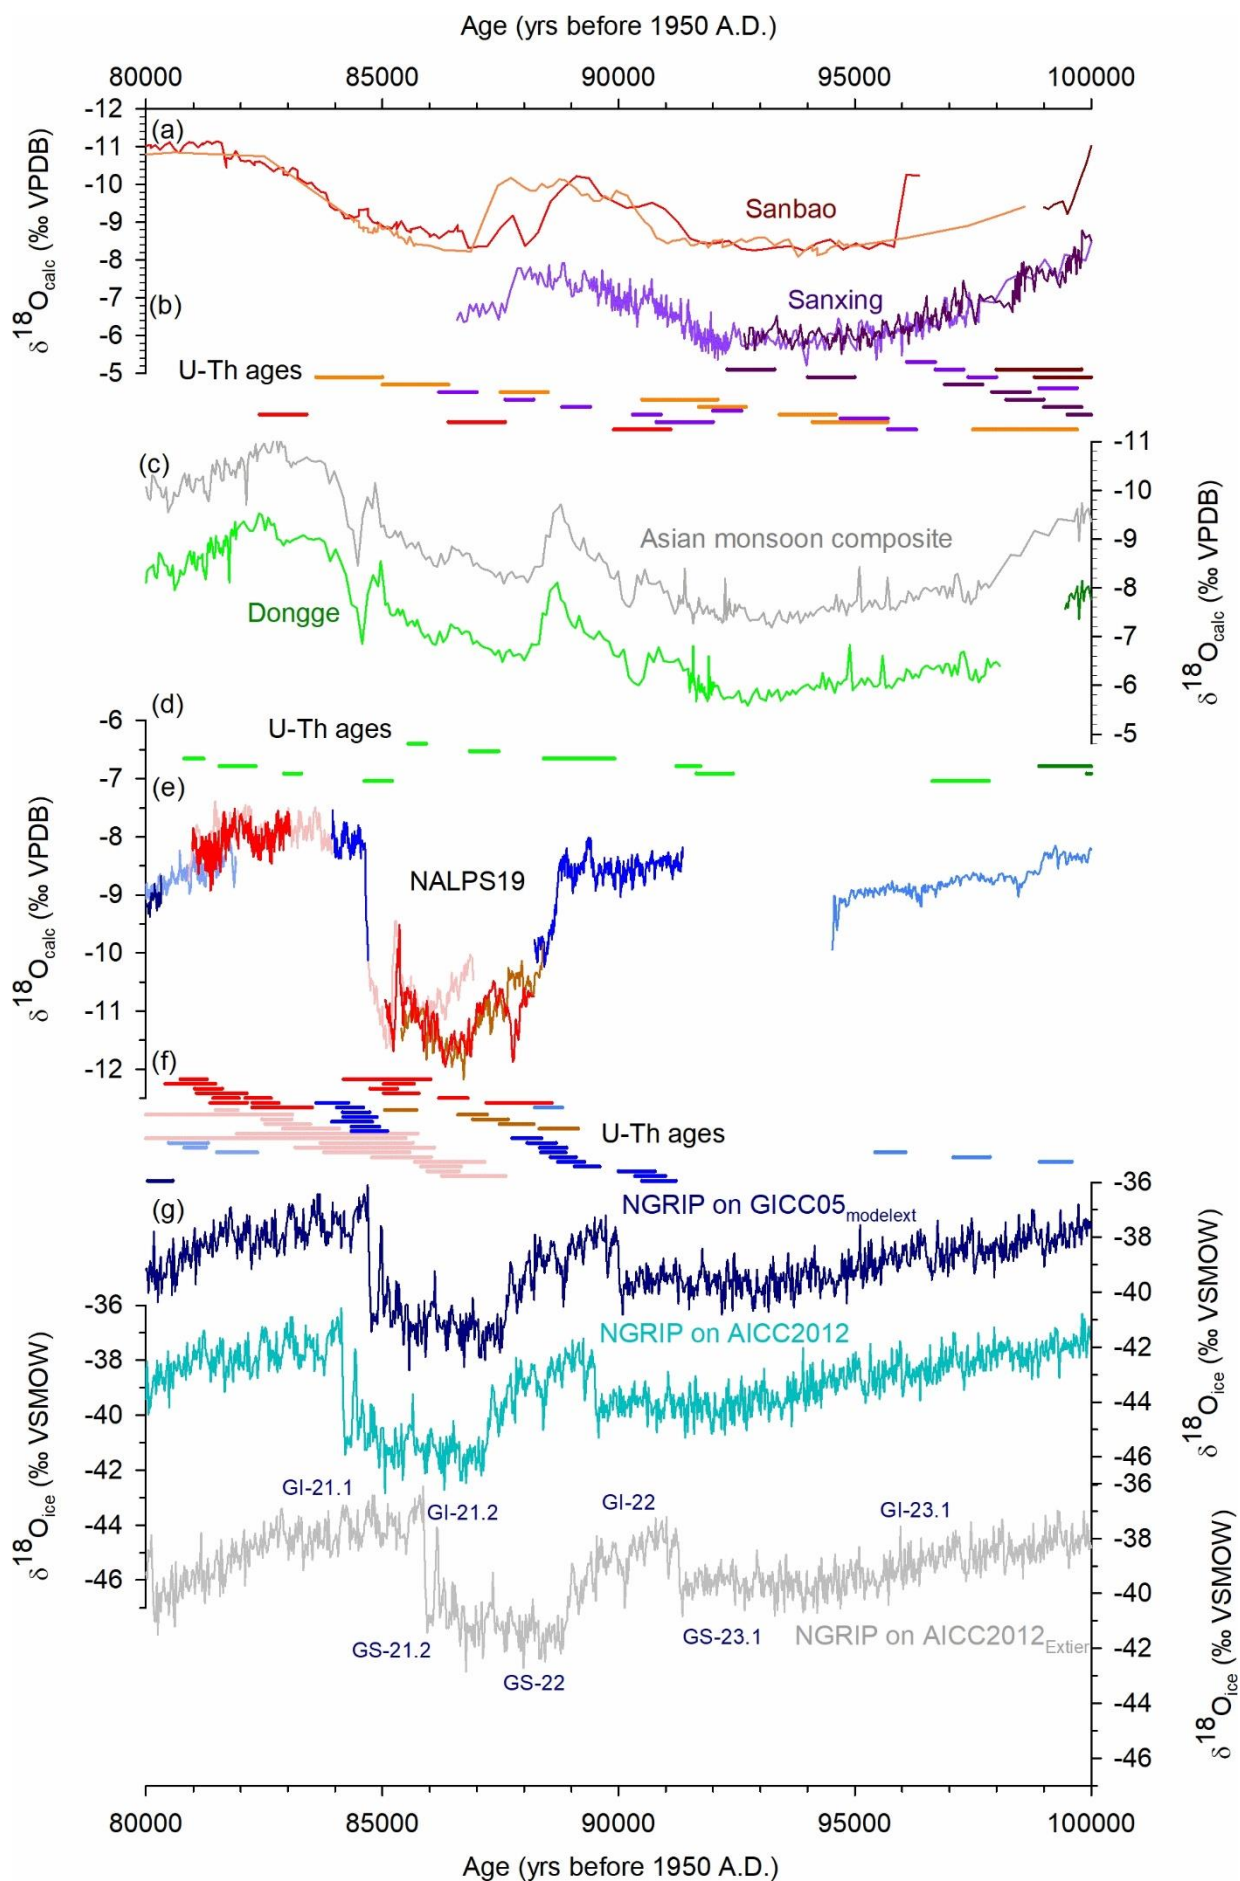 Age (yrs before 1950 A.D.)
80000 85000 90000 95000 100000
-12
-11
-10
-9
-8
-7
-6
-5
δ18Ocalc (‰ VPDB)
(a)
Sanbao
(b)
Sanxing
U-Th ages
-11
-10
-9
-8
-7
-6
-5
δ18Ocalc (‰ VPDB)
(c)
Asian monsoon composite
Dongge
(d)
U-Th ages
-6
-7
-8
-9
-10
-11
-12
δ18Ocalc (‰ VPDB)
(e)
NALPS19
(f)
U-Th ages
(g)
NGRIP on GICC05modelext
-36
-38
-40
-42
-44
-46
δ18Oice (‰ VSMOW)
NGRIP on AICC2012
-36
-38
-40
-42
-44
-46
δ18Oice (‰ VSMOW)
GI-21.1
GI-21.2
GI-22
GI-23.1
GS-21.2
GS-22
GS-23.1
NGRIP on AICC2012Extier
-36
-38
-40
-42
-44
-46
δ18Oice (‰ VSMOW)
80000 85000 90000 95000 100000
Age (yrs before 1950 A.D.)